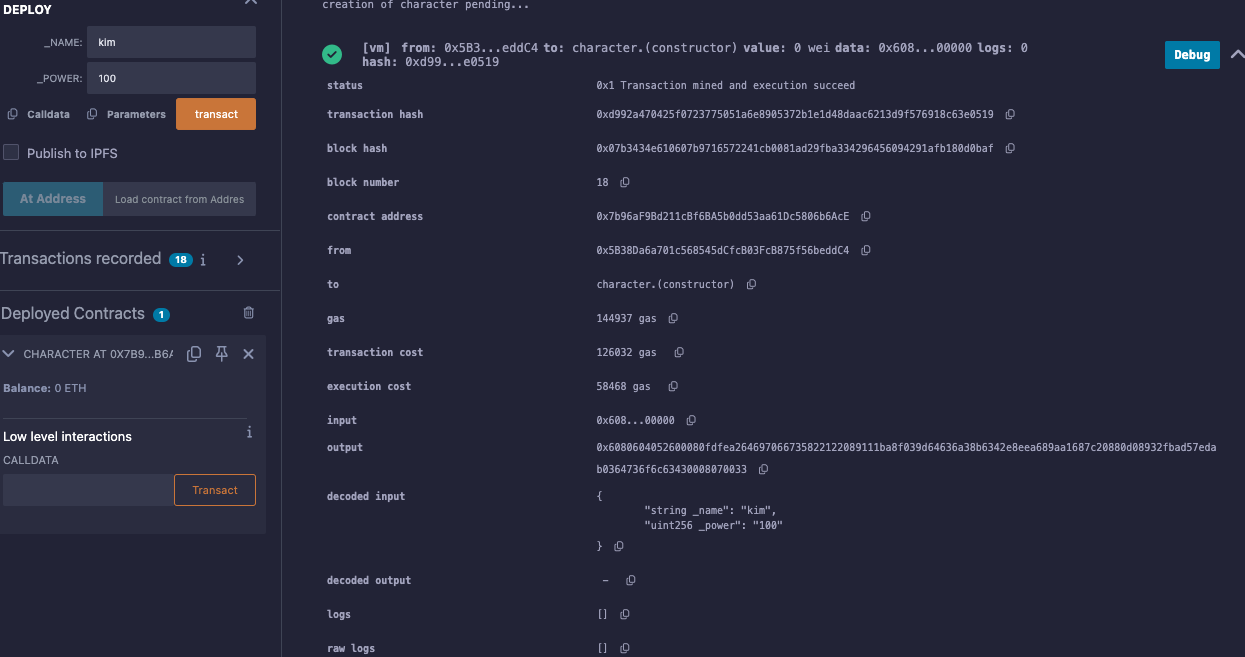 DEPLOY
_NAME: kim
_POWER: 100
Calldata Parameters transact
Publish to IPFS
At Address Load contract from Addres
Transactions recorded 18 i
Deployed Contracts 1
CHARACTER AT 0X7B9...B6A
Balance: 0 ETH
Low level interactions i
CALLDATA
Transact
creation of character pending...
[vm] from: 0x5B3...eddC4 to: character.(constructor) value: 0 wei data: 0x608...00000 logs: 0
hash: 0xd99...e0519
Debug
status 0x1 Transaction mined and execution succeed
transaction hash 0xd992a470425f0723775051a6e8905372b1e1d48daac6213d9f576918c63e0519
block hash 0x07b3434e610607b9716572241cb0081ad29fba334296456094291afb180d0baf
block number 18
contract address 0x7b96aF9Bd211cBf6BA5b0dd53aa61Dc5806b6AcE
from 0x5B38Da6a701c568545dCfcB03FcB875f56beddC4
to character.(constructor)
gas 144937 gas
transaction cost 126032 gas
execution cost 58468 gas
input 0x608...00000
output 0x6080604052600080fdfea264697066735822122089111ba8f039d64636a38b6342e8eea689aa1687c20880d08932fbad57eda
b0364736f6c63430008070033
decoded input {
"string _name": "kim",
"uint256 _power": "100"
}
decoded output -
logs []
raw logs []